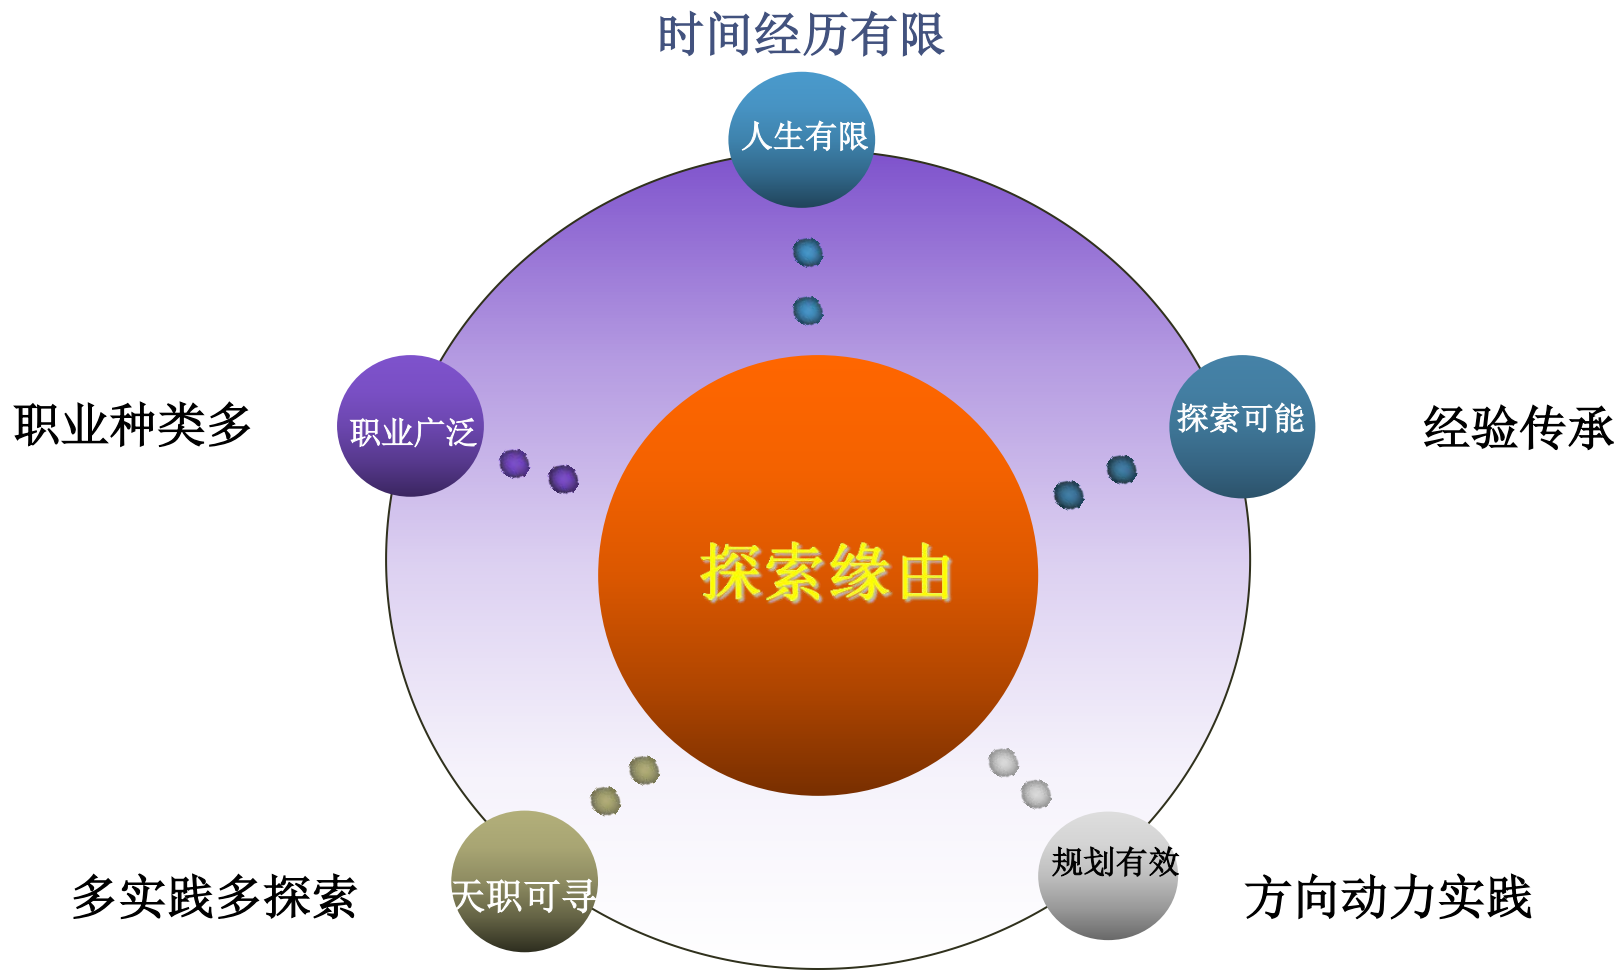 时间经历有限
人生有限
职业种类多
职业广泛
探索可能
经验传承
探索缘由
多实践多探索
天职可寻
规划有效
方向动力实践